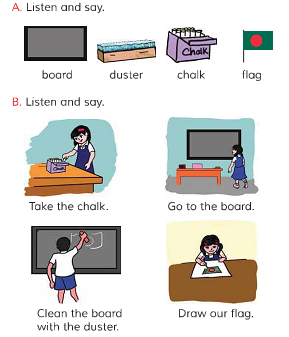 A. Listen and say.
Chalk
board duster chalk flag
B. Listen and say.
Take the chalk. Go to the board.
Clean the board Draw our flag.
with the duster.